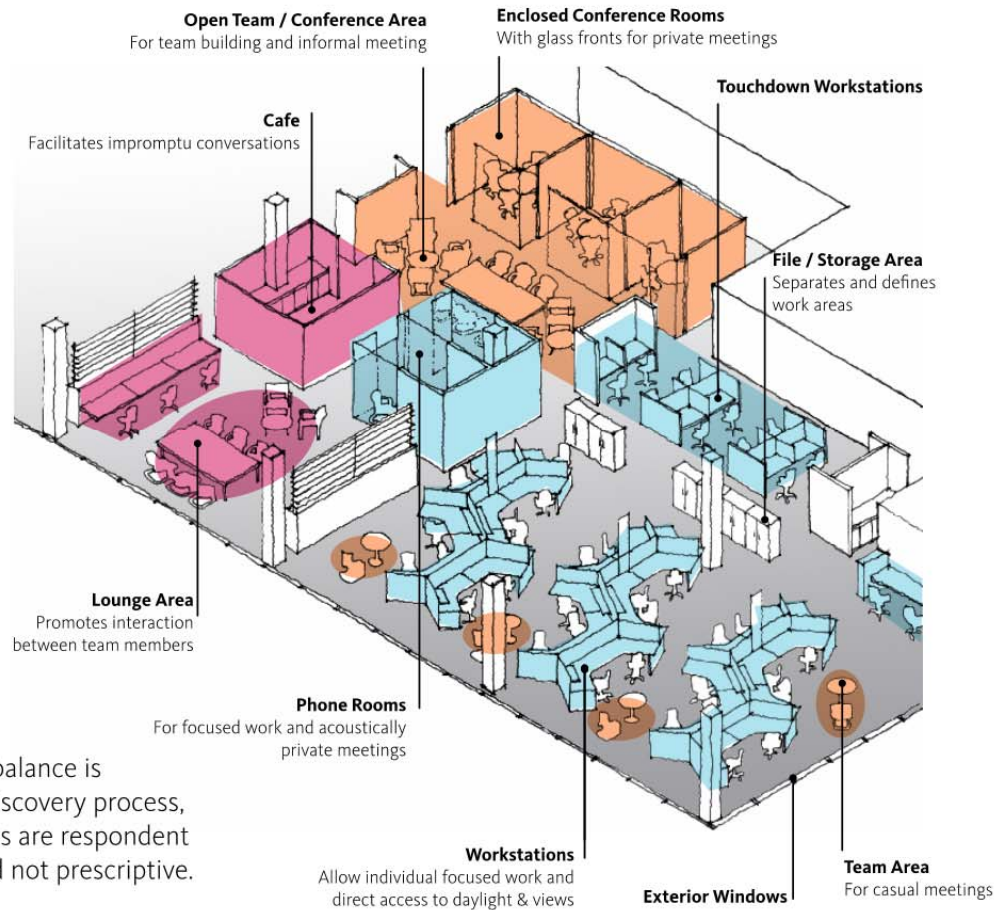 Open Team / Conference Area
For team building and informal meeting
Enclosed Conference Rooms
With glass fronts for private meetings
Touchdown Workstations
Cafe
Facilitates impromptu conversations
File / Storage Area
Separates and defines
work areas
Lounge Area
Promotes interaction
between team members
Phone Rooms
For focused work and acoustically
private meetings
balance is
scovery process,
s are respondent
not prescriptive.
Workstations
Allow individual focused work and
direct access to daylight & views
Exterior Windows
Team Area
For casual meetings